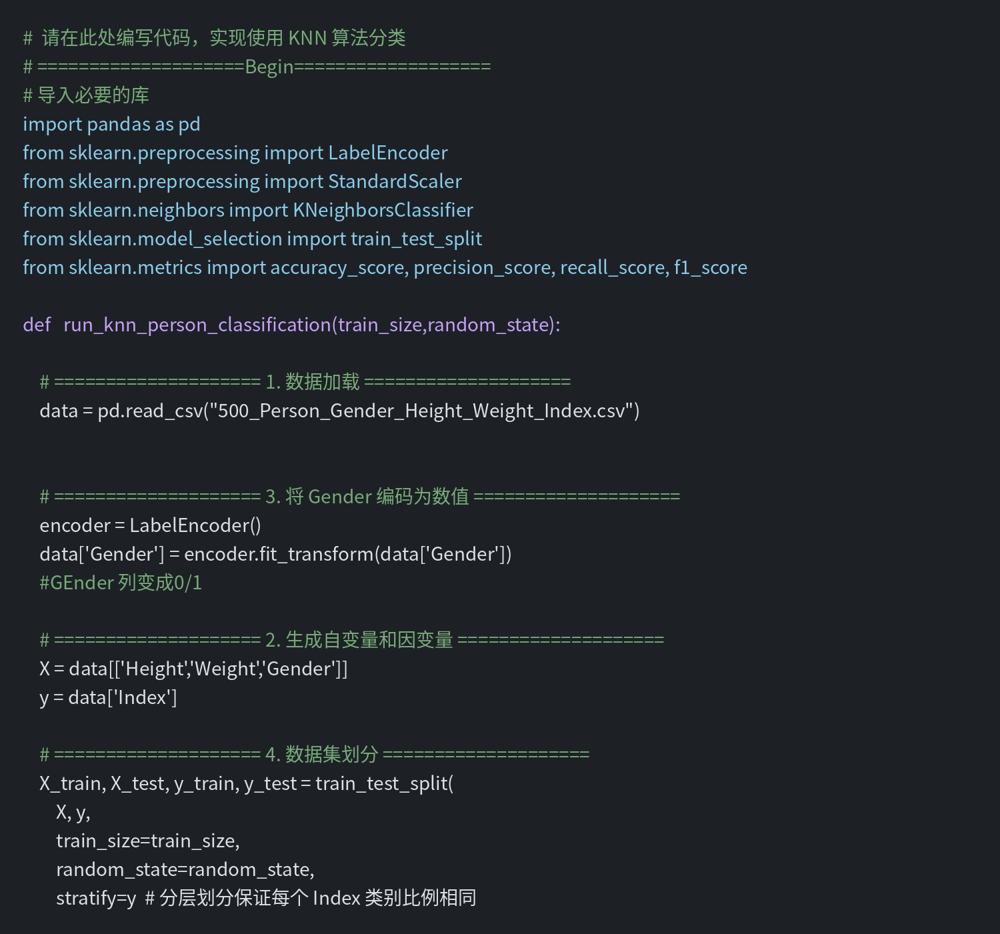 #  请在此处编写代码，实现使用 KNN 算法分类
# ====================Begin===================
# 导入必要的库
import pandas as pd
from sklearn.preprocessing import LabelEncoder
from sklearn.preprocessing import StandardScaler
from sklearn.neighbors import KNeighborsClassifier
from sklearn.model_selection import train_test_split
from sklearn.metrics import accuracy_score, precision_score, recall_score, f1_score
def   run_knn_person_classification(train_size,random_state):
# ==================== 1. 数据加载 ====================
data = pd.read_csv("500_Person_Gender_Height_Weight_Index.csv")
# ==================== 3. 将 Gender 编码为数值 ====================
encoder = LabelEncoder()
data['Gender'] = encoder.fit_transform(data['Gender'])
#GEnder 列变成0/1
# ==================== 2. 生成自变量和因变量 ====================
X = data[['Height','Weight','Gender']]
y = data['Index']
# ==================== 4. 数据集划分 ====================
X_train, X_test, y_train, y_test = train_test_split(
X, y,
train_size=train_size,
random_state=random_state,
stratify=y  # 分层划分保证每个 Index 类别比例相同